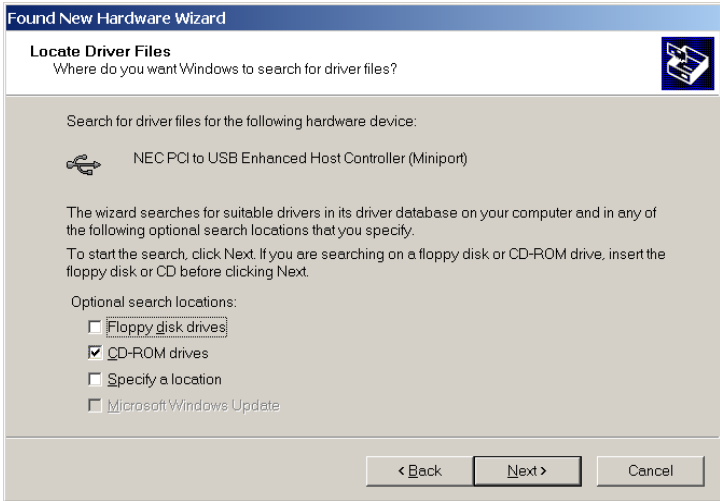 Found New Hardware Wizard
Locate Driver Files
Where do you want Windows to search for driver files?
Search for driver files for the following hardware device:
NEC PCI to USB Enhanced Host Controller (Miniport)
The wizard searches for suitable drivers in its driver database on your computer and in any of
the following optional search locations that you specify.
To start the search, click Next. If you are searching on a floppy disk or CD-ROM drive, insert the
floppy disk or CD before clicking Next.
Optional search locations:
Floppy disk drives
CD-ROM drives
Specify a location
Microsoft Windows Update
< Back Next > Cancel